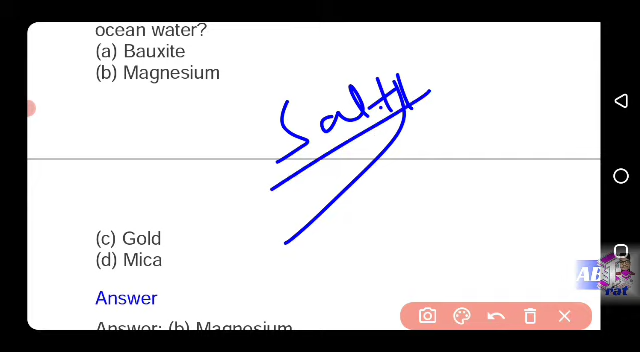 ocean water?
(a) Bauxite
(b) Magnesium
Salt
(c) Gold
(d) Mica
Answer
Answer: (b) Magnesium